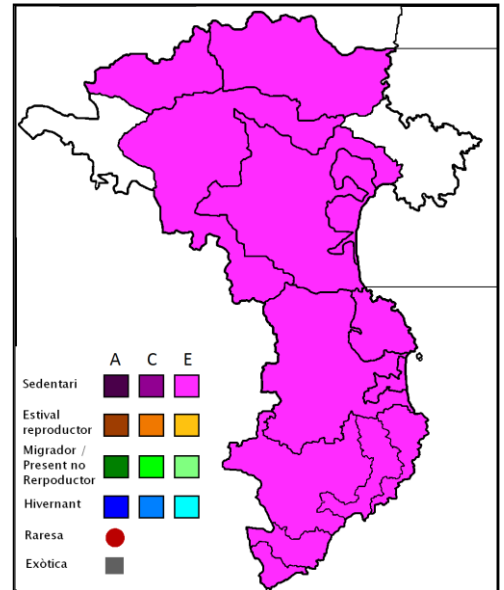 A C E
Sedentari
Estival
reproductor
Migrador /
Present no
Rerpoductor
Hivernant
Raresa
Exòtica